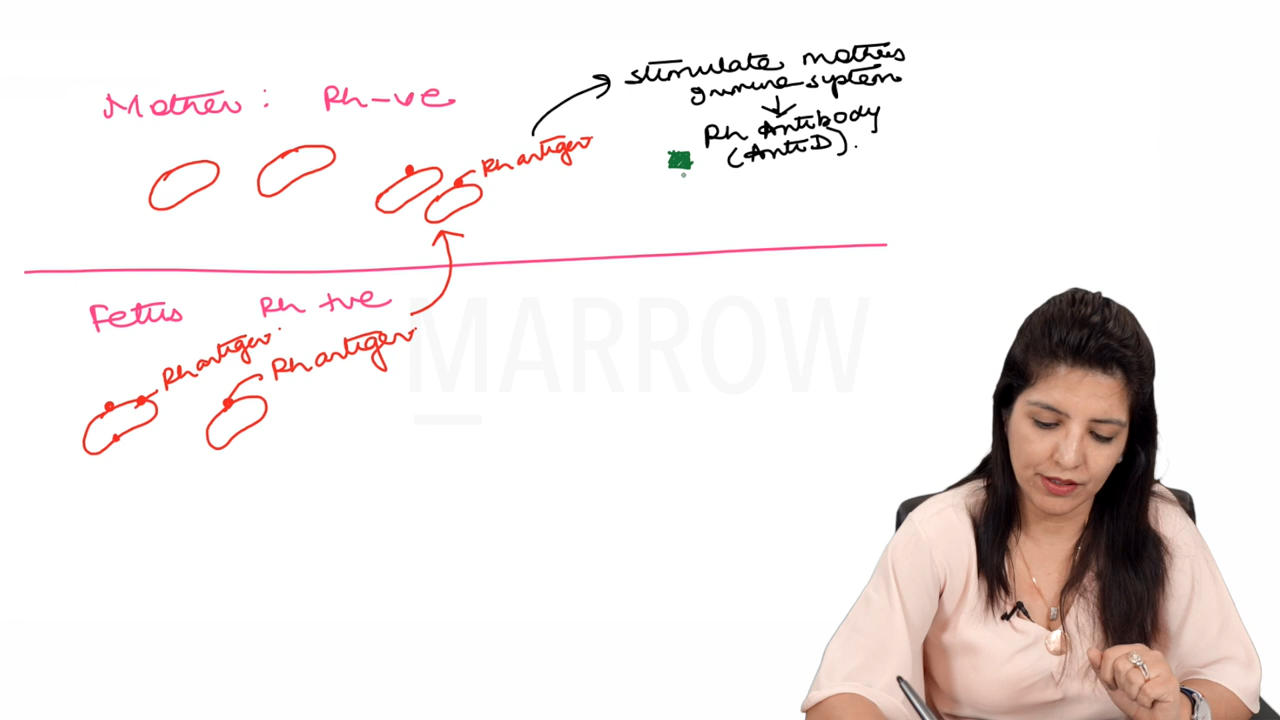 Mother : Rh -ve
stimulate mothers
immune system
Rh Antibody
(Anti D).
Rh antigen
Fetus Rh +ve
Rh antigen
Rh antigen
MARROW